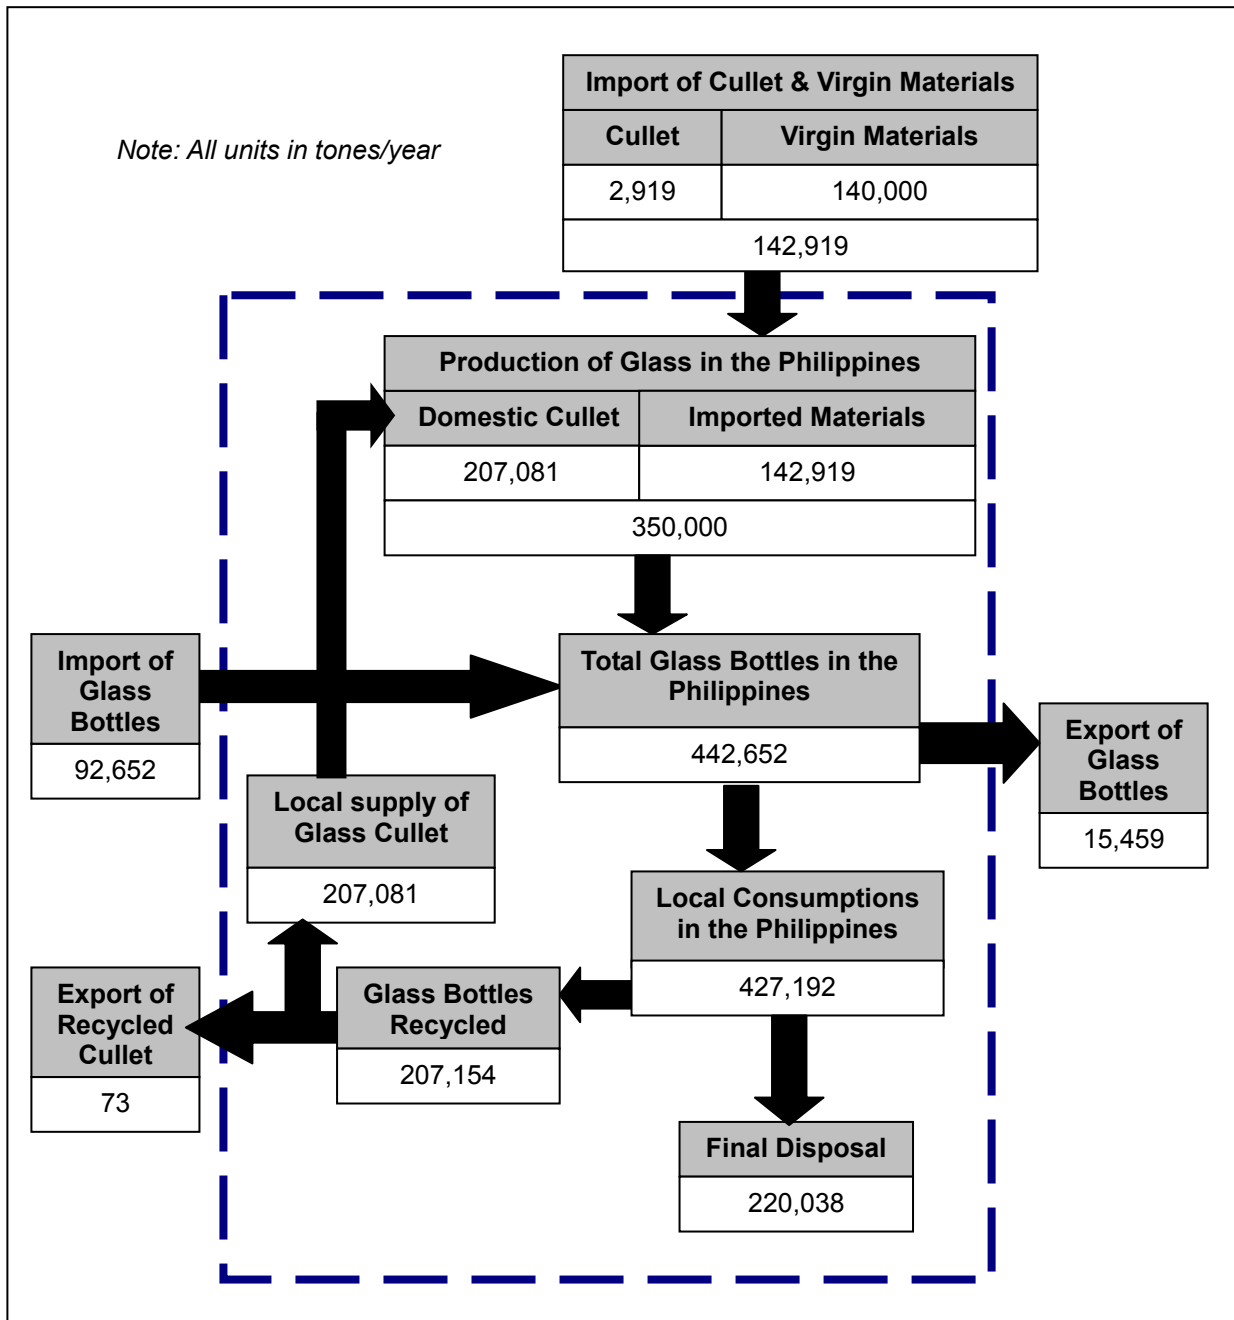 Import of Cullet & Virgin Materials
Cullet
Virgin Materials
Note: All units in tones/year
2,919
140,000
142,919
Production of Glass in the Philippines
Domestic Cullet
Imported Materials
207,081
142,919
350,000
Import of
Glass
Bottles
92,652
Total Glass Bottles in the
Philippines
442,652
Export of
Glass
Bottles
15,459
Local supply of
Glass Cullet
207,081
Local Consumptions
in the Philippines
427,192
Export of
Recycled
Cullet
73
Glass Bottles
Recycled
207,154
Final Disposal
220,038